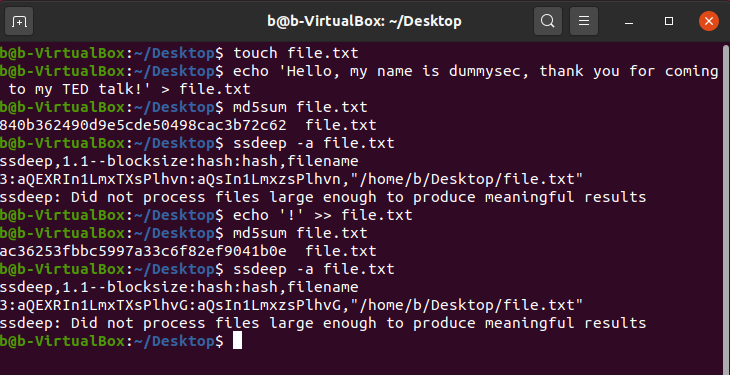 b@b-VirtualBox: ~/Desktop
b@b-VirtualBox:~/Desktop$ touch file.txt
b@b-VirtualBox:~/Desktop$ echo 'Hello, my name is dummysec, thank you for coming
 to my TED talk!' > file.txt
b@b-VirtualBox:~/Desktop$ md5sum file.txt
840b362490d9e5cde50498cac3b72c62  file.txt
b@b-VirtualBox:~/Desktop$ ssdeep -a file.txt
ssdeep,1.1--blocksize:hash:hash,filename
3:aQEXRIn1LmxTXsPlhvn:aQsIn1LmxzsPlhvn,"/home/b/Desktop/file.txt"
ssdeep: Did not process files large enough to produce meaningful results
b@b-VirtualBox:~/Desktop$ echo '!' >> file.txt
b@b-VirtualBox:~/Desktop$ md5sum file.txt
ac36253fbbc5997a33c6f82ef9041b0e  file.txt
b@b-VirtualBox:~/Desktop$ ssdeep -a file.txt
ssdeep,1.1--blocksize:hash:hash,filename
3:aQEXRIn1LmxTXsPlhvG:aQsIn1LmxzsPlhvG,"/home/b/Desktop/file.txt"
ssdeep: Did not process files large enough to produce meaningful results
b@b-VirtualBox:~/Desktop$